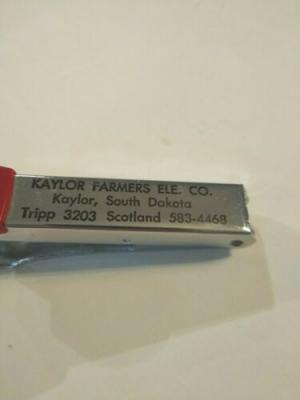 KAYLOR FARMERS ELE. CO.
Kaylor, South Dakota
Tripp 3203 Scotland 583-4468